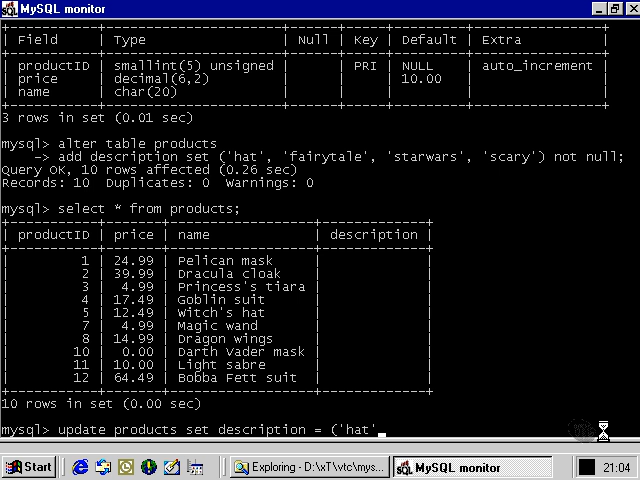 MySQL monitor
+-----------+----------------------+------+-----+---------+----------------+
| Field     | Type                 | Null | Key | Default | Extra          |
+-----------+----------------------+------+-----+---------+----------------+
| productID | smallint(5) unsigned |      | PRI | NULL    | auto_increment |
| price     | decimal(6,2)         |      |     | 10.00   |                |
| name      | char(20)             |      |     |         |                |
+-----------+----------------------+------+-----+---------+----------------+
3 rows in set (0.01 sec)
mysql> alter table products
    -> add description set ('hat', 'fairytale', 'starwars', 'scary') not null;
Query OK, 10 rows affected (0.26 sec)
Records: 10  Duplicates: 0  Warnings: 0
mysql> select * from products;
+-----------+-------+------------------+-------------+
| productID | price | name             | description |
+-----------+-------+------------------+-------------+
|         1 | 24.99 | Pelican mask     |             |
|         2 | 39.99 | Dracula cloak    |             |
|         3 |  4.99 | Princess's tiara |             |
|         4 | 17.49 | Goblin suit      |             |
|         5 | 12.49 | Witch's hat      |             |
|         7 |  4.99 | Magic wand       |             |
|         8 | 14.99 | Dragon wings     |             |
|        10 |  0.00 | Darth Vader mask |             |
|        11 | 10.00 | Light sabre      |             |
|        12 | 64.49 | Bobba Fett suit  |             |
+-----------+-------+------------------+-------------+
10 rows in set (0.00 sec)
mysql> update products set description = ('hat'
Start
Exploring - D:\xT\vtc\mys...
MySQL monitor
21:04